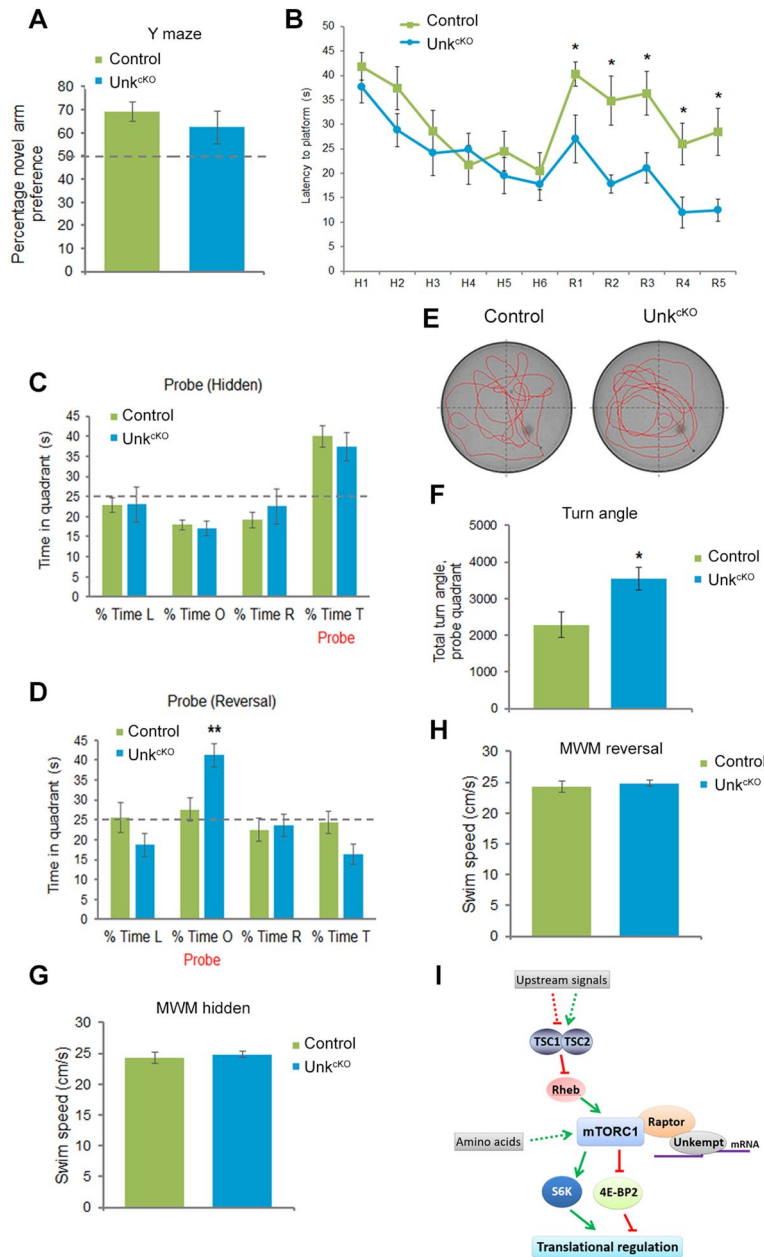 A
Y maze
Control
UnkcKO
Percentage novel arm
preference
80
70
60
50
40
30
20
10
0
B
Control
UnkcKO
Latency to platform (s)
50
45
40
35
30
25
20
15
10
5
0
* * * * *
H1 H2 H3 H4 H5 H6 R1 R2 R3 R4 R5
C
Probe (Hidden)
Control
UnkcKO
Time in quadrant (s)
45
40
35
30
25
20
15
10
5
0
% Time L % Time O % Time R % Time T
Probe
D
Probe (Reversal)
Control
UnkcKO
**
Time in quadrant (s)
45
40
35
30
25
20
15
10
5
0
% Time L % Time O % Time R % Time T
Probe
E
Control UnkcKO
F
Turn angle
Control
UnkcKO
*
Total turn angle,
probe quadrant
5000
4000
3000
2000
1000
0
H
MWM reversal
Control
UnkcKO
Swim speed (cm/s)
30
25
20
15
10
5
0
G
MWM hidden
Control
UnkcKO
Swim speed (cm/s)
30
25
20
15
10
5
0
I
Upstream signals
TSC1 TSC2
Rheb
Amino acids
mTORC1
Raptor
Unkempt
mRNA
S6K
4E-BP2
Translational regulation